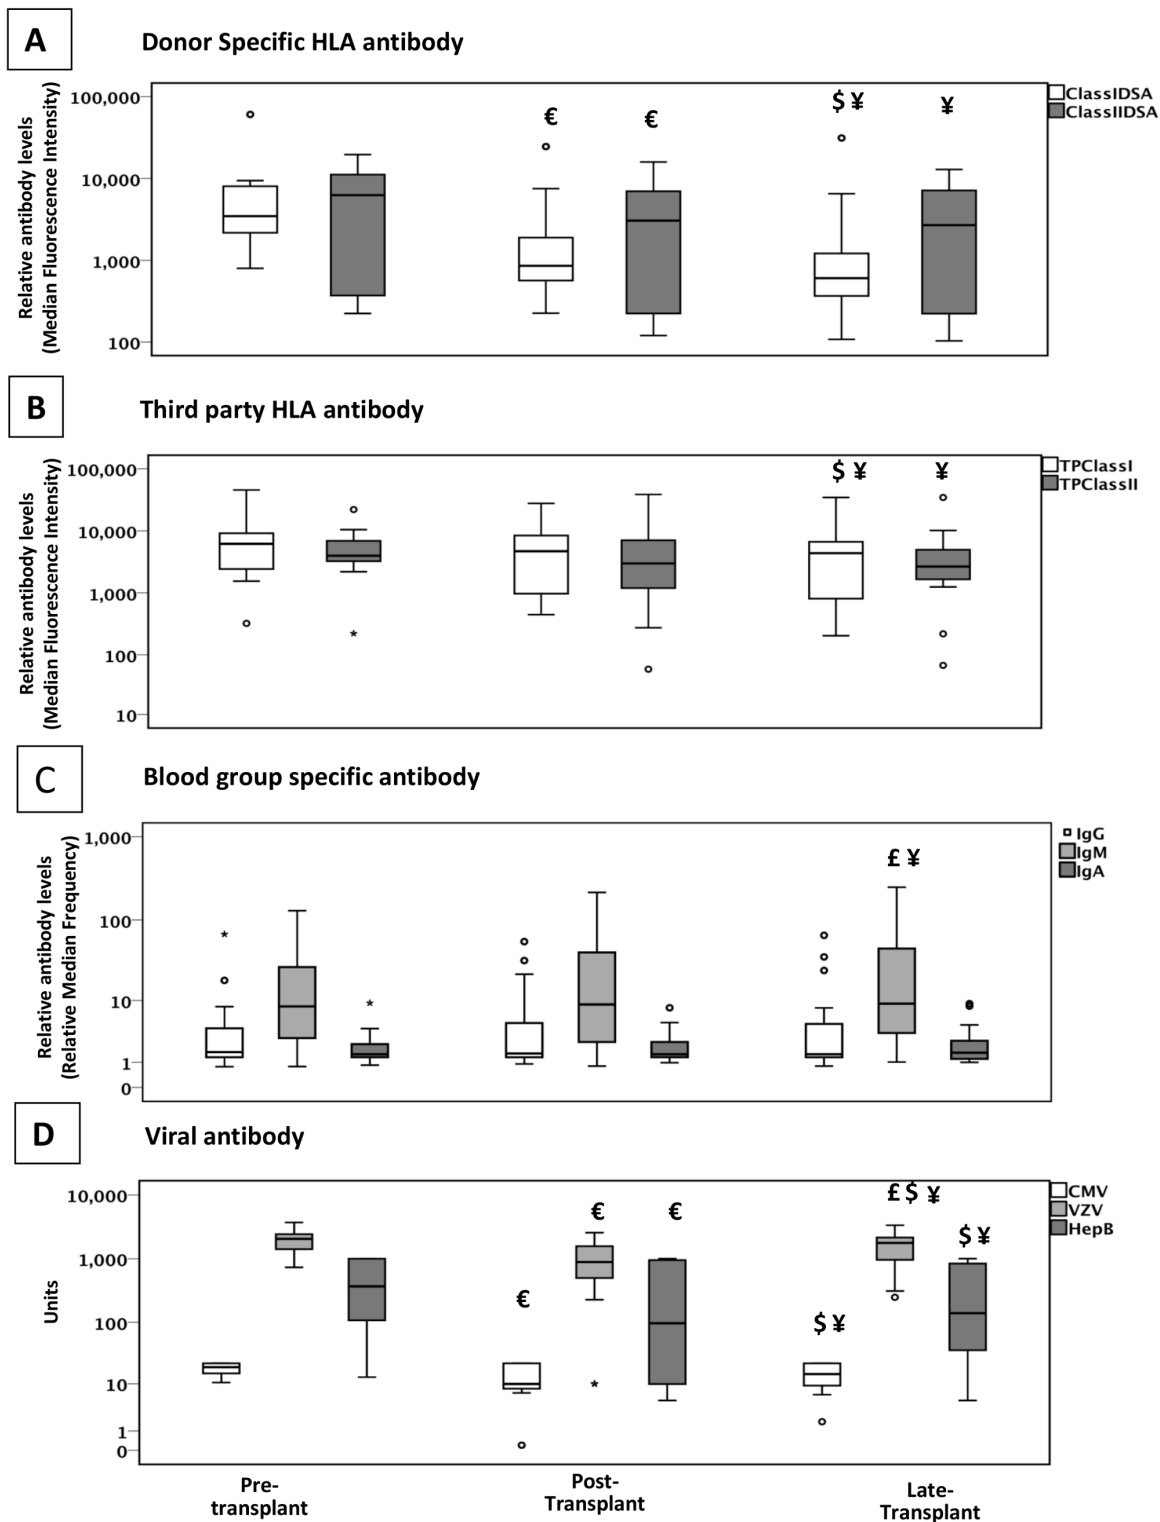 A
Donor Specific HLA antibody
Relative antibody levels
(Median Fluorescence Intensity)
100,000
10,000
1,000
100
€
€
$ ¥
¥
ClassIDSA
ClassIIDSA
B
Third party HLA antibody
Relative antibody levels
(Median Fluorescence Intensity)
100,000
10,000
1,000
100
10
$ ¥
¥
TPClassI
TPClassII
C
Blood group specific antibody
Relative antibody levels
(Relative Median Frequency)
1,000
100
10
1
0
£ ¥
IgG
IgM
IgA
D
Viral antibody
Units
10,000
1,000
100
10
1
0
€
€
€
$ ¥
£ $ ¥
$ ¥
CMV
VZV
HepB
Pre-
transplant
Post-
Transplant
Late-
Transplant